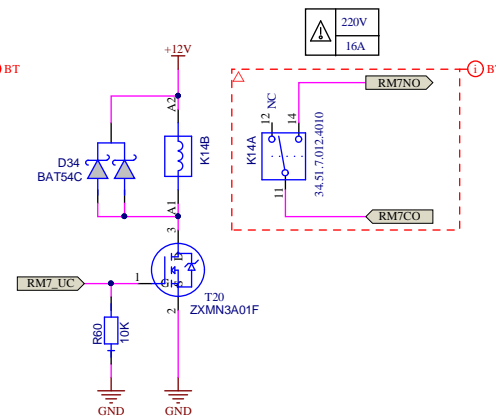 220V
16A
BT
+12V
i
B
RM7NO
A2
12
NC
14
D34
BAT54C
K14B
K14A
34.51.7.012.4010
A1
11
RM7CO
3
RM7_UC
1
G
T20
ZXMN3A01F
2
R60
10K
GND
GND